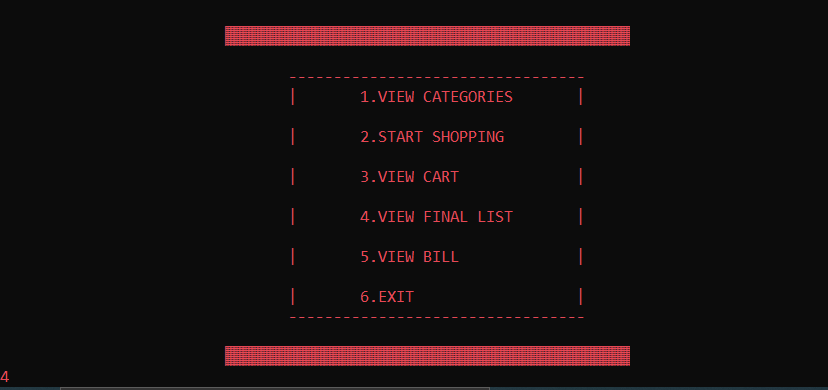 1.VIEW CATEGORIES
2.START SHOPPING
3.VIEW CART
4.VIEW FINAL LIST
5.VIEW BILL
6.EXIT
4